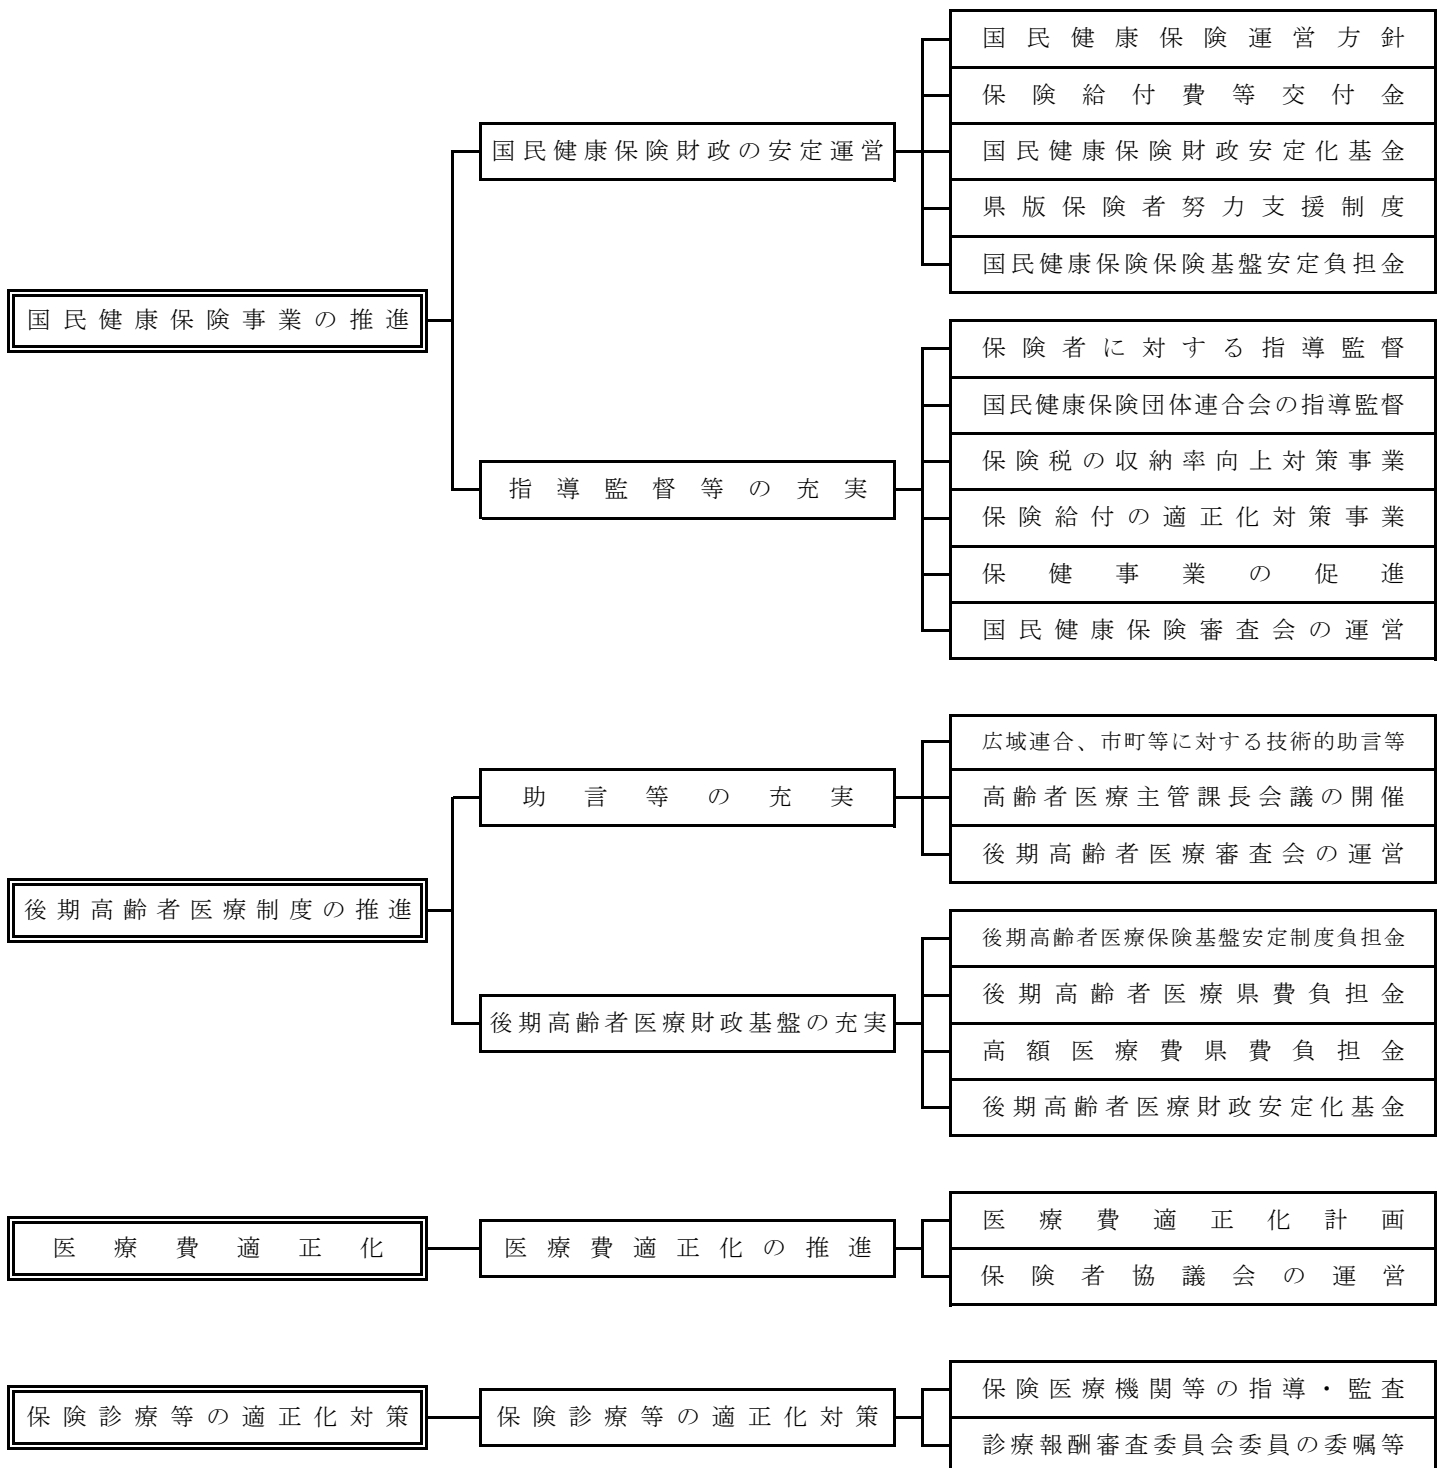 国民健康保険事業の推進
国民健康保険財政の安定運営
国民健康保険運営方針
保険給付費等交付金
国民健康保険財政安定化基金
県版保険者努力支援制度
国民健康保険保険基盤安定負担金
指導監督等の充実
保険者に対する指導監督
国民健康保険団体連合会の指導監督
保険税の収納率向上対策事業
保険給付の適正化対策事業
保健事業の促進
国民健康保険審査会の運営
後期高齢者医療制度の推進
助言等の充実
広域連合、市町等に対する技術的助言等
高齢者医療主管課長会議の開催
後期高齢者医療審査会の運営
後期高齢者医療財政基盤の充実
後期高齢者医療保険基盤安定制度負担金
後期高齢者医療県費負担金
高額医療費県費負担金
後期高齢者医療財政安定化基金
医療費適正化
医療費適正化の推進
医療費適正化計画
保険者協議会の運営
保険診療等の適正化対策
保険診療等の適正化対策
保険医療機関等の指導・監査
診療報酬審査委員会委員の委嘱等